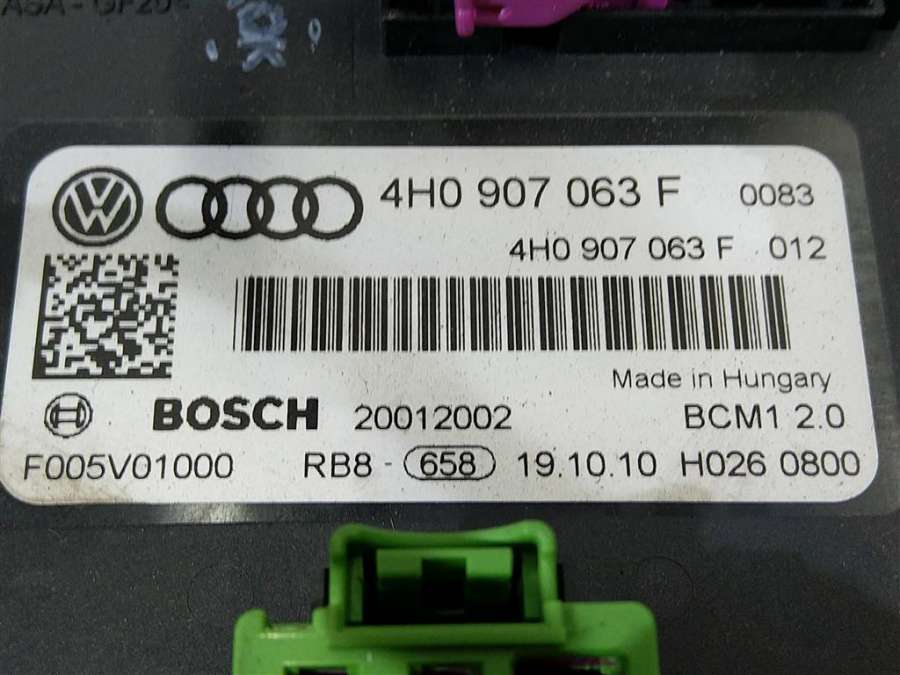 4H0 907 063 F 0083
4H0 907 063 F 012
Made in Hungary
BOSCH 20012002 BCM1 2.0
F005V01000 RB8 - 658 19.10.10 H026 0800